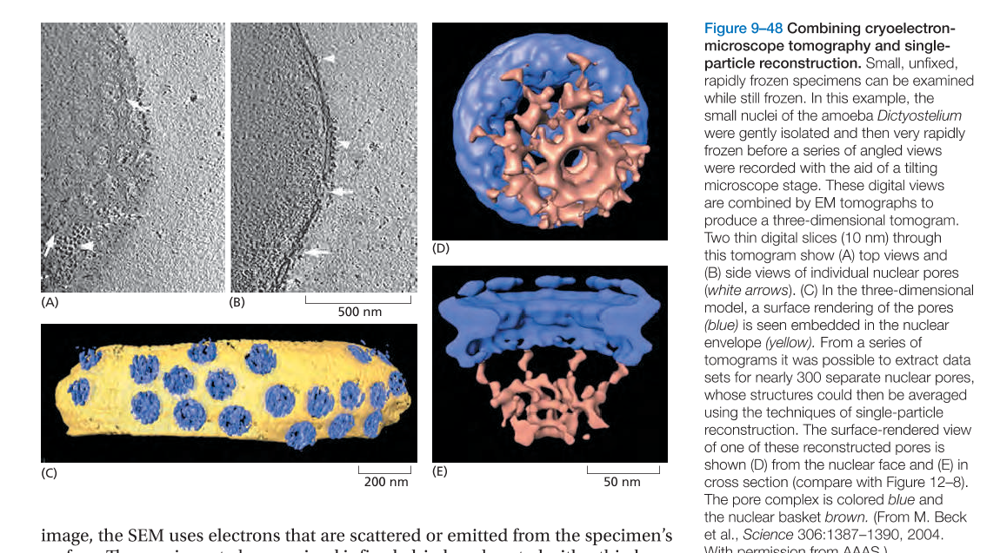 (A)
(B)
500 nm
(C)
200 nm
(D)
(E)
50 nm
Figure 9–48 Combining cryoelectron-
microscope tomography and single-
particle reconstruction. Small, unfixed,
rapidly frozen specimens can be examined
while still frozen. In this example, the
small nuclei of the amoeba Dictyostelium
were gently isolated and then very rapidly
frozen before a series of angled views
were recorded with the aid of a tilting
microscope stage. These digital views
are combined by EM tomographs to
produce a three-dimensional tomogram.
Two thin digital slices (10 nm) through
this tomogram show (A) top views and
(B) side views of individual nuclear pores
(white arrows). (C) In the three-dimensional
model, a surface rendering of the pores
(blue) is seen embedded in the nuclear
envelope (yellow). From a series of
tomograms it was possible to extract data
sets for nearly 300 separate nuclear pores,
whose structures could then be averaged
using the techniques of single-particle
reconstruction. The surface-rendered view
of one of these reconstructed pores is
shown (D) from the nuclear face and (E) in
cross section (compare with Figure 12–8).
The pore complex is colored blue and
the nuclear basket brown. (From M. Beck
et al., Science 306:1387–1390, 2004.
With permission from AAAS.)
image, the SEM uses electrons that are scattered or emitted from the specimen's